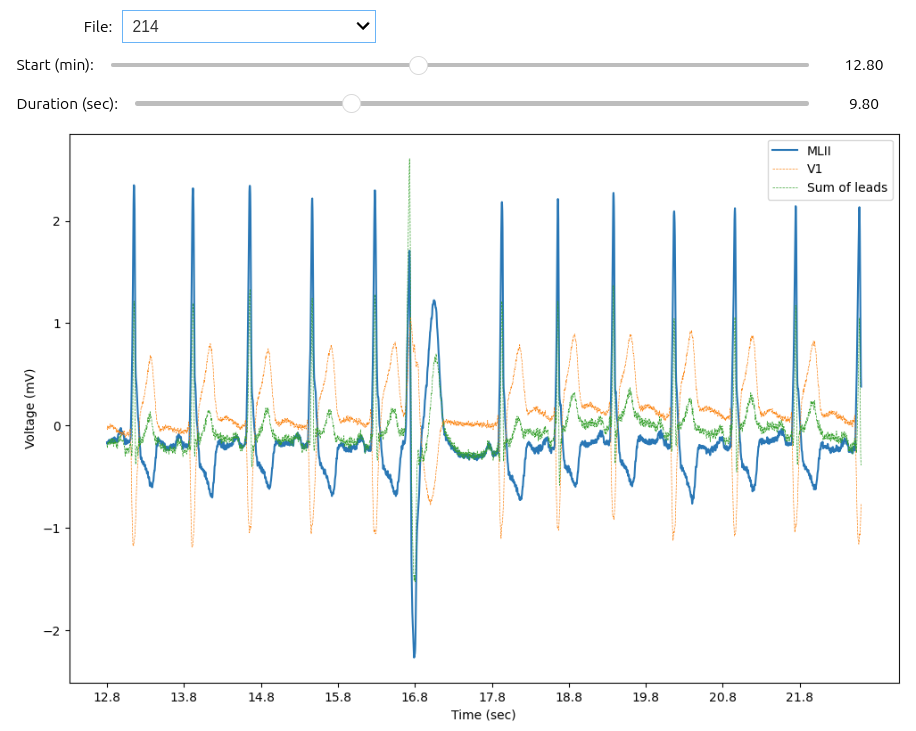 File: 214
Start (min): 12.80
Duration (sec): 9.80
MLII
V1
Sum of leads
2
1
0
−1
−2
Voltage (mV)
12.8 13.8 14.8 15.8 16.8 17.8 18.8 19.8 20.8 21.8
Time (sec)